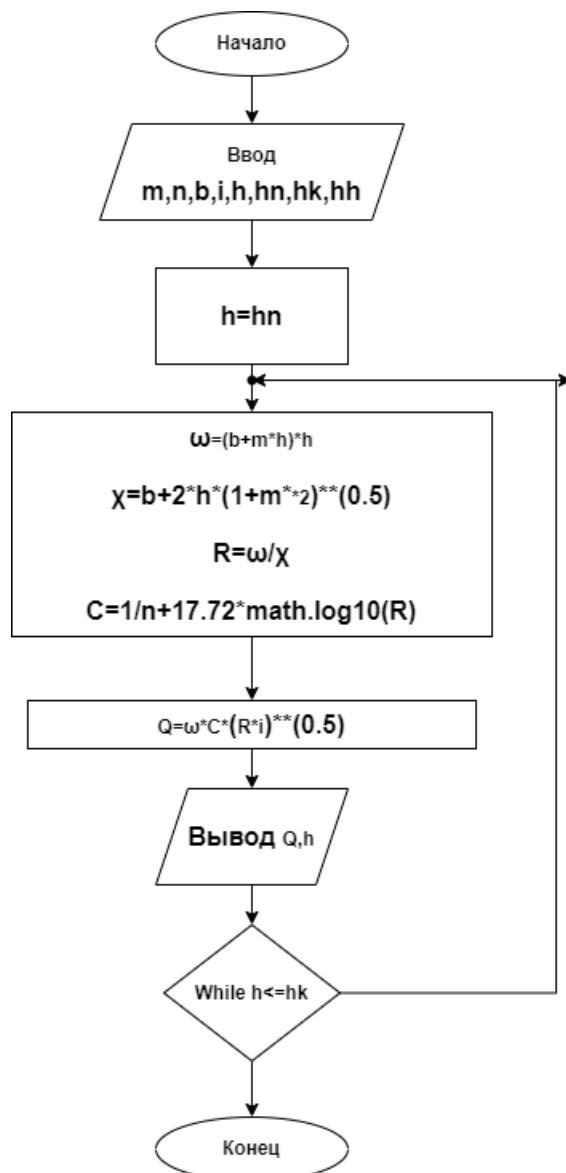 Начало
Ввод
m,n,b,i,h,hn,hk,hh
h=hn
ω=(b+m*h)*h
χ=b+2*h*(1+m**2)**(0.5)
R=ω/χ
C=1/n+17.72*math.log10(R)
Q=ω*C*(R*i)**(0.5)
Вывод Q,h
While h<=hk
Конец